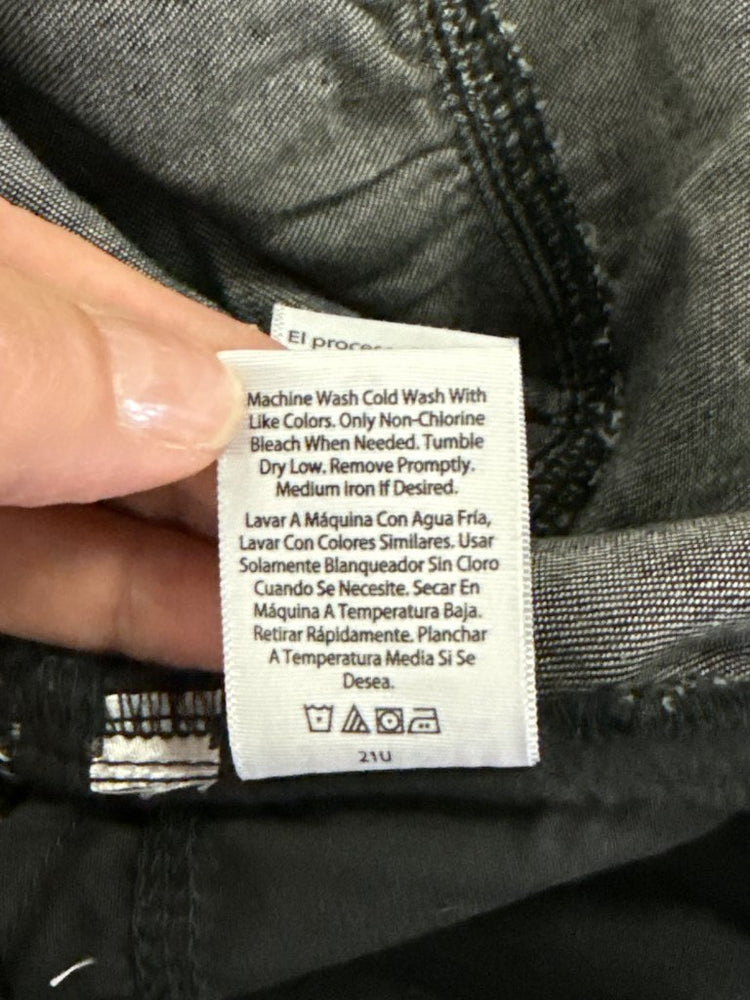 El proces
Machine Wash Cold Wash With
Like Colors. Only Non-Chlorine
Bleach When Needed. Tumble
Dry Low. Remove Promptly.
Medium Iron If Desired.
Lavar A Máquina Con Agua Fría,
Lavar Con Colores Similares. Usar
Solamente Blanqueador Sin Cloro
Cuando Se Necesite. Secar En
Máquina A Temperatura Baja.
Retirar Rápidamente. Planchar
A Temperatura Media Si Se
Desea.
21U